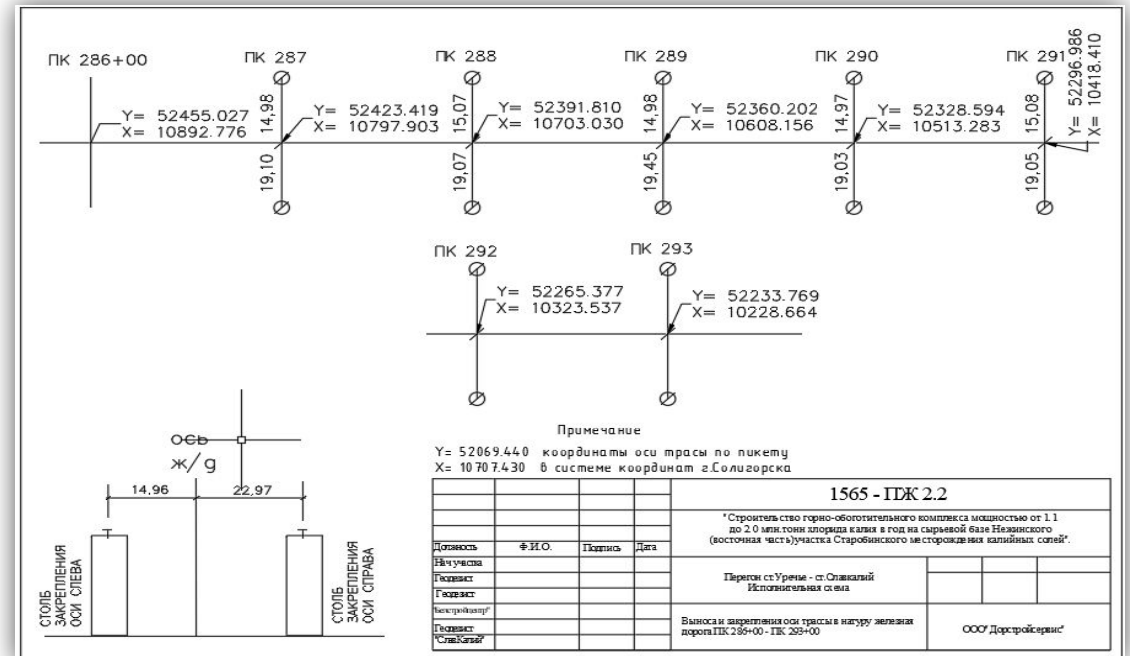 ПК 286+00
ПК 287
ПК 288
ПК 289
ПК 290
ПК 291
Y= 52455.027
X= 10892.776
14,98
19,10
Y= 52423.419
X= 10797.903
15,07
19,07
Y= 52391.810
X= 10703.030
14,98
19,45
Y= 52360.202
X= 10608.156
14,97
19,03
Y= 52328.594
X= 10513.283
15,08
19,05
Y= 52296.986
X= 10418.410
ПК 292
ПК 293
Y= 52265.377
X= 10323.537
Y= 52233.769
X= 10228.664
ось
ж/д
14,96
22,97
СТОЛБ
ЗАКРЕПЛЕНИЯ
ОСИ СЛЕВА
СТОЛБ
ЗАКРЕПЛЕНИЯ
ОСИ СПРАВА
Примечание
Y= 52069.440 координаты оси трасы по пикету
X= 10707.430 в системе координат г.Солигорска
1565 - ПЖ 2.2
"Строительство горно-обоготительного комплекса мощностью от 1.1
до 2.0 млн.тонн хлорида калия в год на сырьевой базе Нежинского
(восточная часть)участка Старобинского месторождения калийных солей".
Должность Ф.И.О. Подпись Дата
Нач участка
Геодезист
Геодезист
"Белстройцентр"
Геодезист
"СлавКалий"
Перегон ст.Уречье - ст.Славкалий
Исполнительная схема
Выноса и закрепления оси трассы в натуру железная
дорога ПК 286+00 - ПК 293+00
ООО"Дорстройсервис"